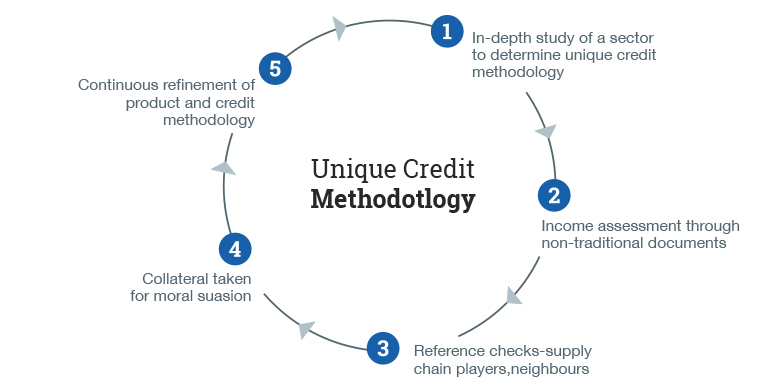 1
In-depth study of a sector
to determine unique credit
methodology
2
Income assessment through
non-traditional documents
3
Reference checks-supply
chain players,neighbours
4
Collateral taken
for moral suasion
5
Continuous refinement of
product and credit
methodology
Unique Credit
Methodotlogy